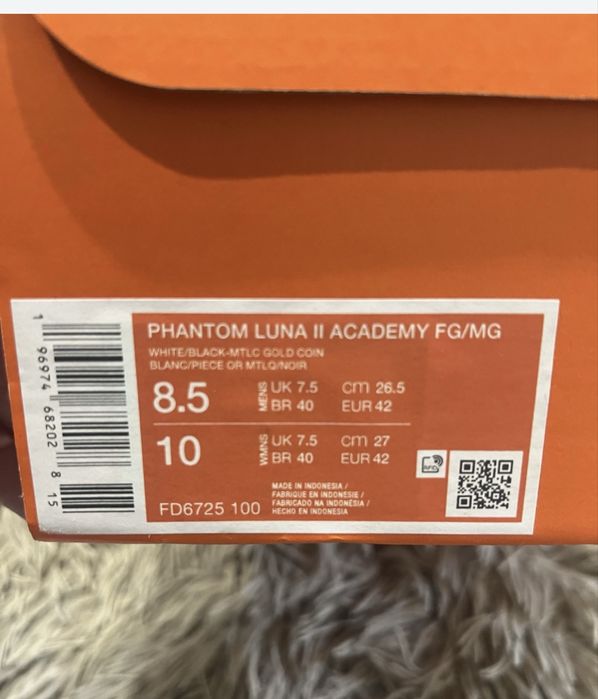 PHANTOM LUNA II ACADEMY FG/MG
WHITE/BLACK-MTLC GOLD COIN
BLANC/PIECE OR MTLQ/NOIR
8.5 MENS UK 7.5 cm 26.5
BR 40 EUR 42
10 WMNS UK 7.5 cm 27
BR 40 EUR 42
RFID
MADE IN INDONESIA /
FABRIQUE EN INDONESIE /
FABRICADO NA INDONÉSIA /
HECHO EN INDONESIA
FD6725 100
1 96974 68202 8 15